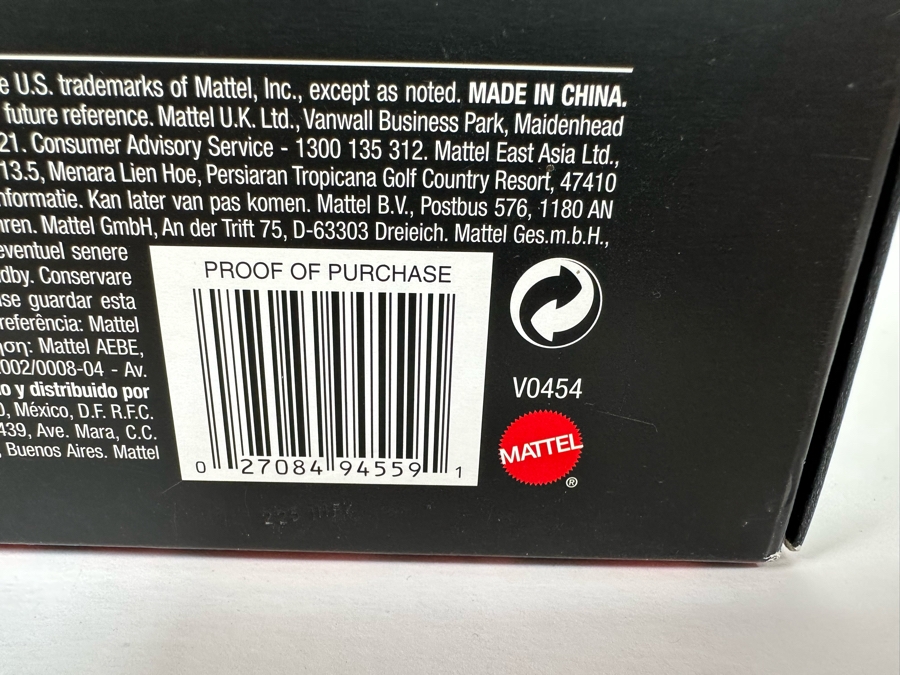 e U.S. trademarks of Mattel, Inc., except as noted. MADE IN CHINA.
future reference. Mattel U.K. Ltd., Vanwall Business Park, Maidenhead
21. Consumer Advisory Service - 1300 135 312. Mattel East Asia Ltd.,
13.5, Menara Lien Hoe, Persiaran Tropicana Golf Country Resort, 47410
nformatie. Kan later van pas komen. Mattel B.V., Postbus 576, 1180 AN
hren. Mattel GmbH, An der Trift 75, D-63303 Dreieich. Mattel Ges.m.b.H.,
eventuel senere
dby. Conservare
se guardar esta
referência: Mattel
ηση: Mattel AEBE,
002/0008-04 - Av.
o y distribuido por
0, México, D.F. R.F.C.
439, Ave. Mara, C.C.
, Buenos Aires. Mattel
PROOF OF PURCHASE
0 27084 94559 1
V0454
MATTEL
®